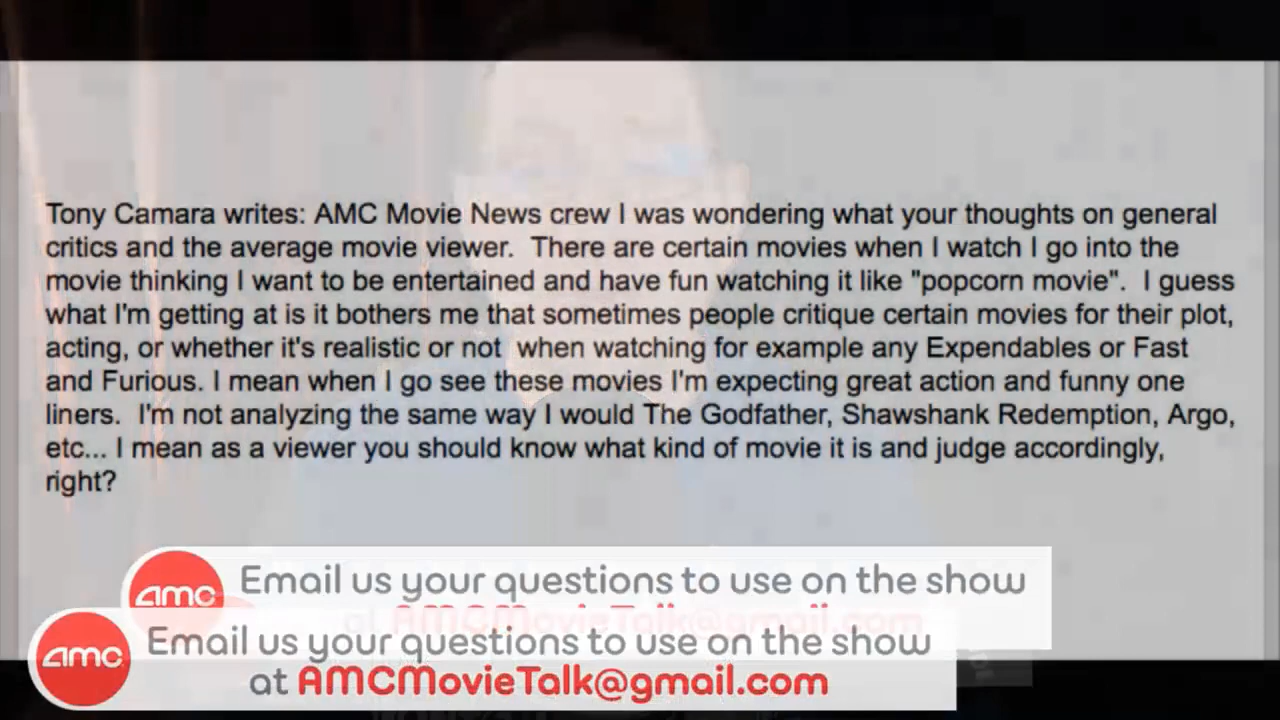 Tony Camara writes: AMC Movie News crew I was wondering what your thoughts on general
critics and the average movie viewer.  There are certain movies when I watch I go into the
movie thinking I want to be entertained and have fun watching it like "popcorn movie".  I guess
what I'm getting at is it bothers me that sometimes people critique certain movies for their plot,
acting, or whether it's realistic or not  when watching for example any Expendables or Fast
and Furious. I mean when I go see these movies I'm expecting great action and funny one
liners.  I'm not analyzing the same way I would The Godfather, Shawshank Redemption, Argo,
etc... I mean as a viewer you should know what kind of movie it is and judge accordingly,
right?
amc Email us your questions to use on the show
at AMCMovieTalk@gmail.com
amc Email us your questions to use on the show
at AMCMovieTalk@gmail.com